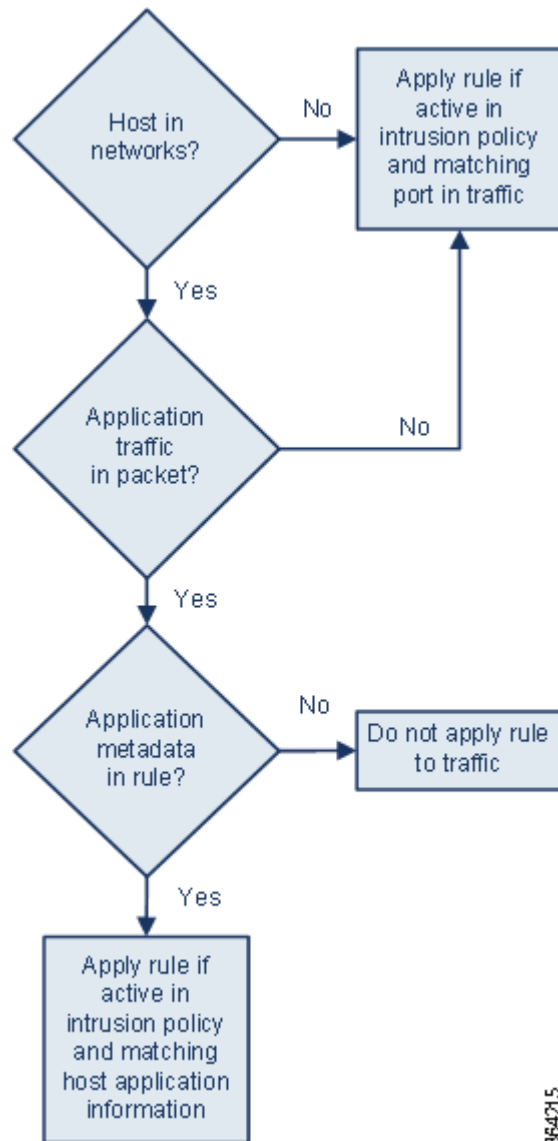 Host in
networks?
No
Apply rule if
active in
intrusion policy
and matching
port in traffic
Yes
Application
traffic
in packet?
No
Yes
Application
metadata
in rule?
No
Do not apply rule
to traffic
Yes
Apply rule if
active in
intrusion policy
and matching
host application
information
364215